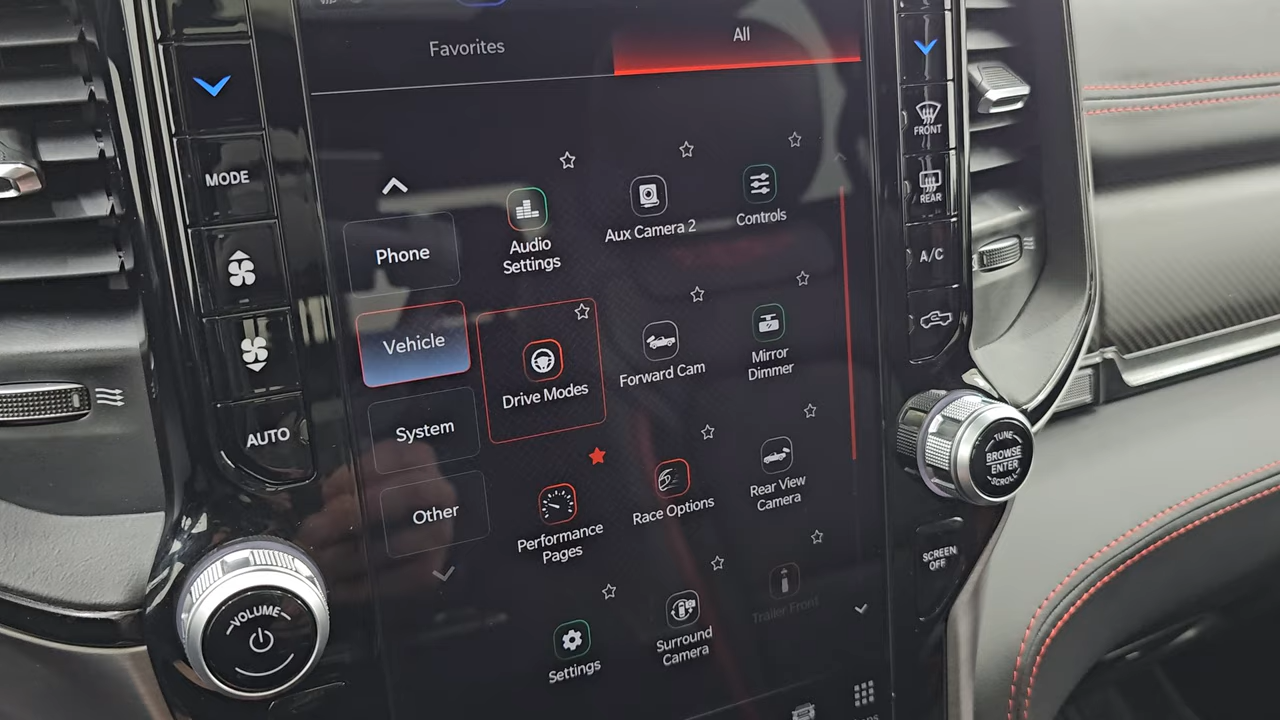 Favorites
All
MODE
AUTO
VOLUME
Phone
Vehicle
System
Other
Audio
Settings
Aux Camera 2
Controls
Drive Modes
Forward Cam
Mirror
Dimmer
Performance
Pages
Race Options
Rear View
Camera
Settings
Surround
Camera
Trailer Front
FRONT
REAR
A/C
TUNE
BROWSE
ENTER
SCROLL
SCREEN
OFF